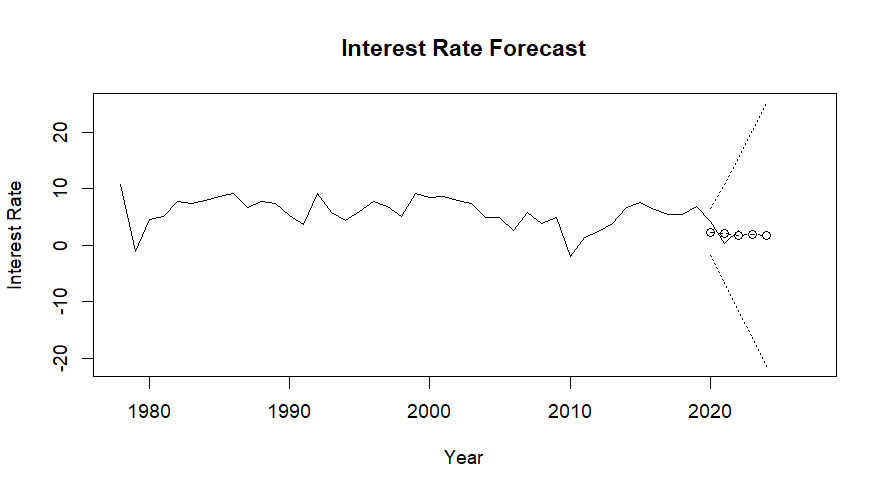 Interest Rate Forecast
Interest Rate
20
10
0
-10
-20
1980 1990 2000 2010 2020
Year